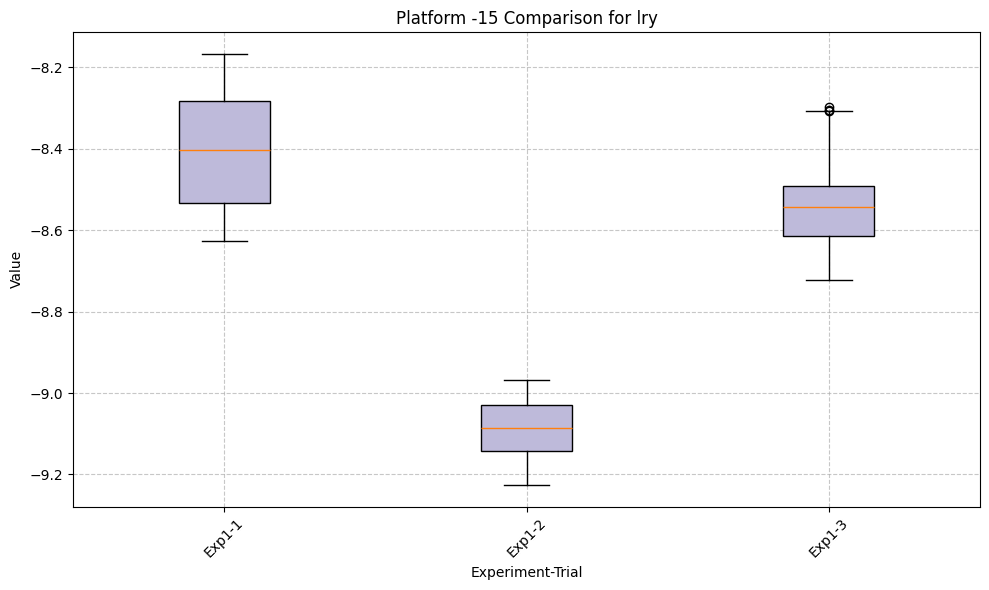 Platform -15 Comparison for lry
Value
−8.2
−8.4
−8.6
−8.8
−9.0
−9.2
Exp1-1
Exp1-2
Exp1-3
Experiment-Trial